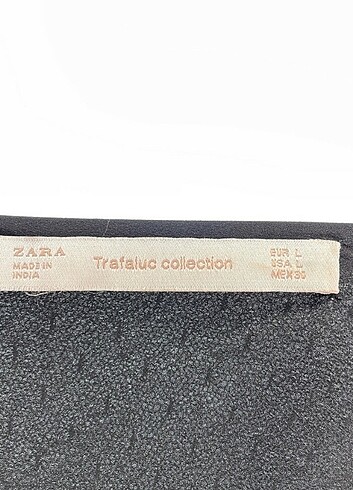 ZARA
MADE IN
INDIA
Trafaluc collection
EUR L
USA L
MEX 30